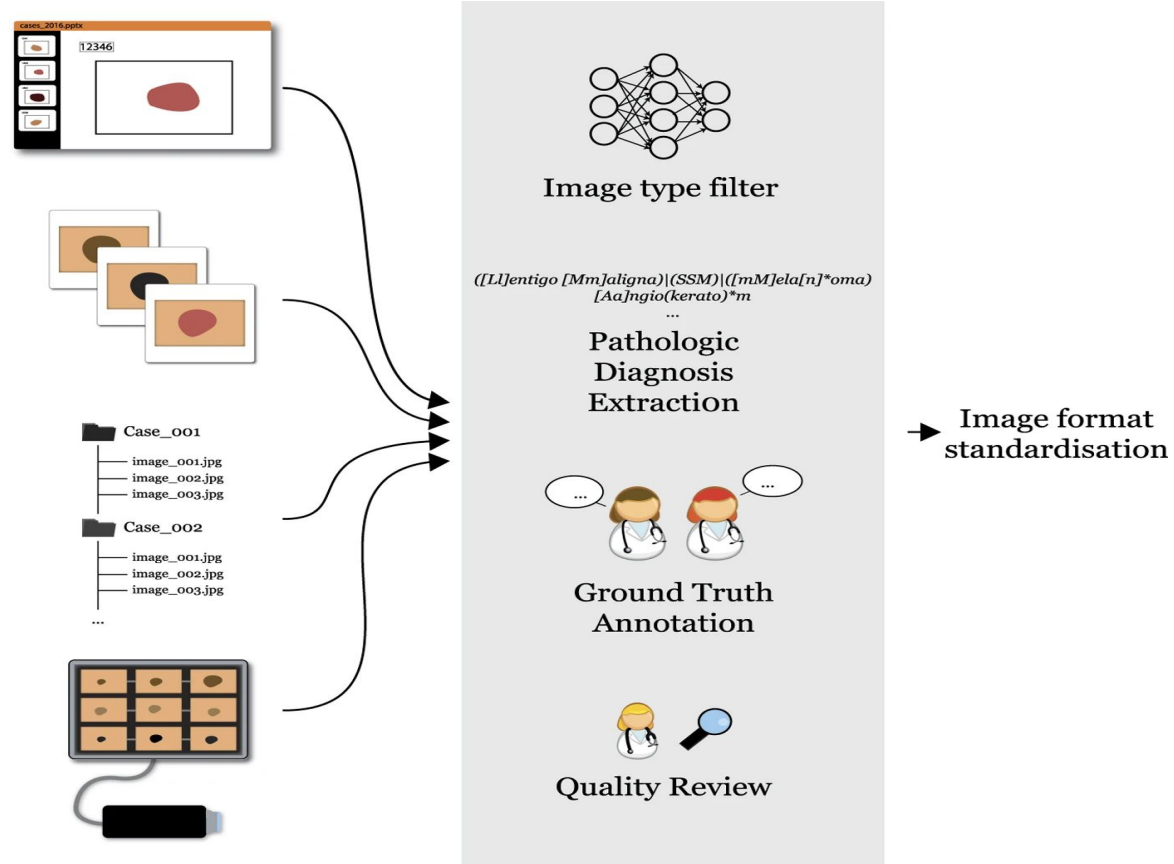 cases_2016.pptx
12346
Case_001
image_001.jpg
image_002.jpg
image_003.jpg
Case_002
image_001.jpg
image_002.jpg
image_003.jpg
...
Image type filter
([Ll]entigo [Mm]aligna)|(SSM)|([mM]ela[n]*oma)
[Aa]ngio(kerato)*m
...
Pathologic
Diagnosis
Extraction
...
...
Ground Truth
Annotation
Quality Review
Image format
standardisation